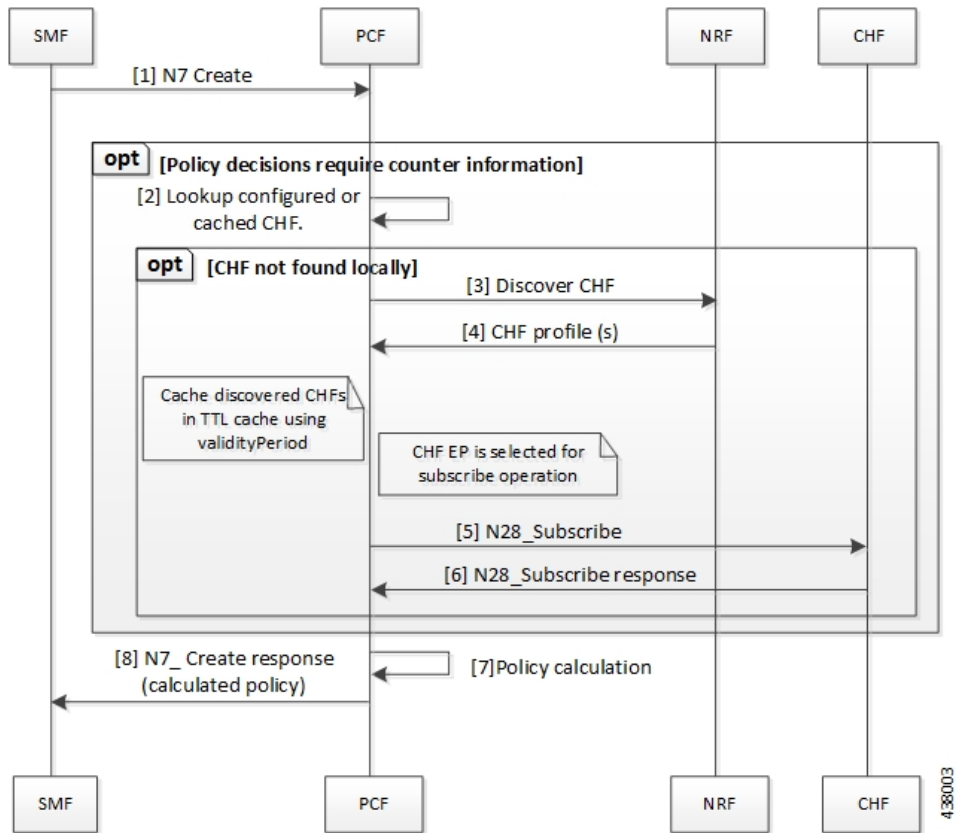 SMF
PCF
NRF
CHF
[1] N7 Create
opt
[Policy decisions require counter information]
[2] Lookup configured or
cached CHF.
opt
[CHF not found locally]
[3] Discover CHF
[4] CHF profile (s)
Cache discovered CHFs
in TTL cache using
validityPeriod
CHF EP is selected for
subscribe operation
[5] N28_Subscribe
[6] N28_Subscribe response
[8] N7_ Create response
(calculated policy)
[7]Policy calculation
SMF
PCF
NRF
CHF
438003